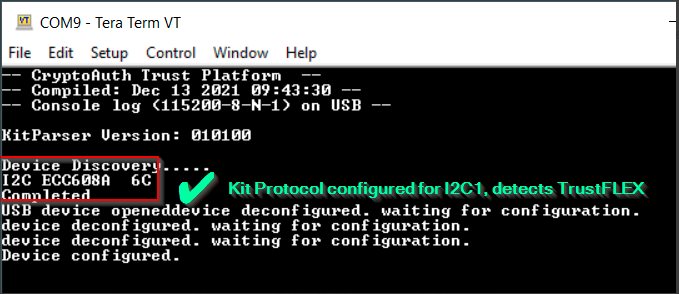 COM9 - Tera Term VT
File Edit Setup Control Window Help
-- CryptoAuth Trust Platform --
-- Compiled: Dec 13 2021 09:43:30 --
-- Console log (115200-8-N-1) on USB --
KitParser Version: 010100
Device Discovery.....
I2C ECC608A 6C
Completed
Kit Protocol configured for I2C1, detects TrustFLEX
USB device openeddevice deconfigured. waiting for configuration.
device deconfigured. waiting for configuration.
device deconfigured. waiting for configuration.
Device configured.